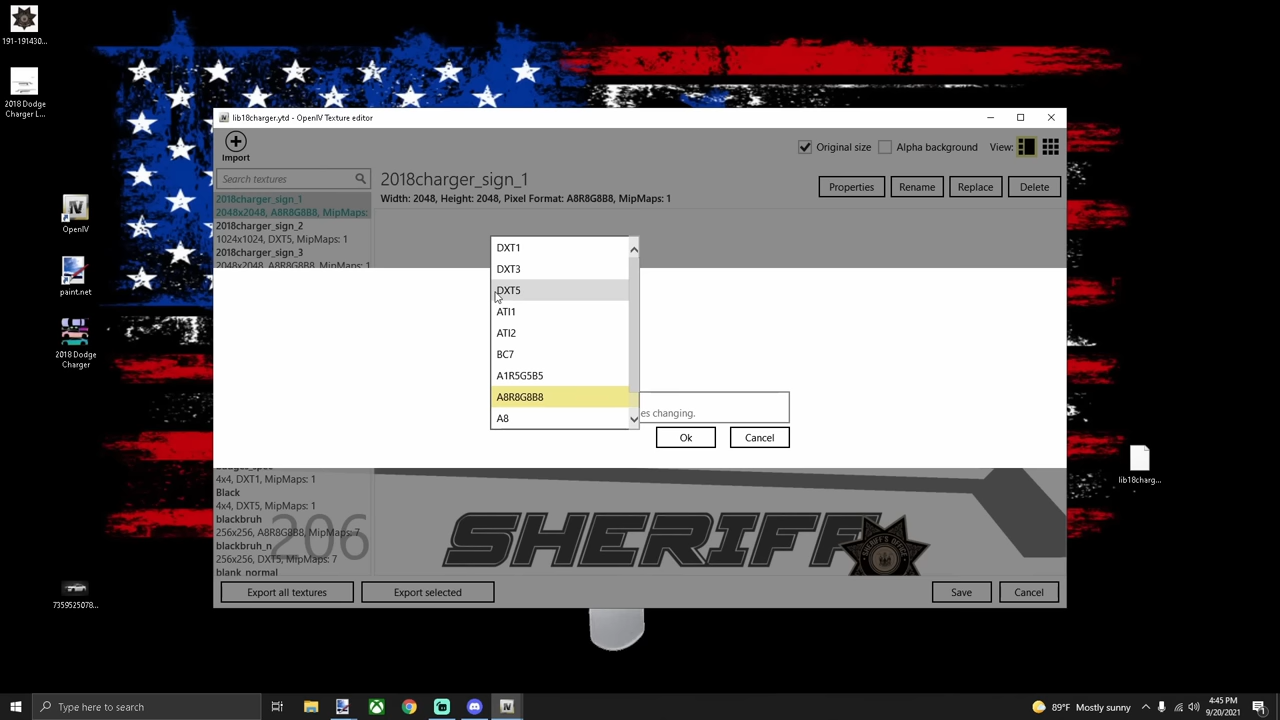 191-191430...
2018 Dodge
Charger L...
OpenIV
paint.net
2018 Dodge
Charger
7359525078...
lib18charg...
lib18charger.ytd - OpenIV Texture editor
Import
Original size
Alpha background
View:
Search textures
2018charger_sign_1
Width: 2048, Height: 2048, Pixel Format: A8R8G8B8, MipMaps: 1
Properties
Rename
Replace
Delete
2018charger_sign_1
2048x2048, A8R8G8B8, MipMaps:
2018charger_sign_2
1024x1024, DXT5, MipMaps: 1
2018charger_sign_3
2048x2048, A8R8G8B8, MipMaps: 1
DXT1
DXT3
DXT5
ATI1
ATI2
BC7
A1R5G5B5
A8R8G8B8
A8
es changing.
Ok
Cancel
4x4, DXT1, MipMaps: 1
Black
4x4, DXT5, MipMaps: 1
blackbruh
256x256, A8R8G8B8, MipMaps: 7
blackbruh_n
256x256, DXT5, MipMaps: 7
blank_normal
206
SHERIFF
Export all textures
Export selected
Save
Cancel
Type here to search
89°F Mostly sunny
4:45 PM
9/20/2021
1